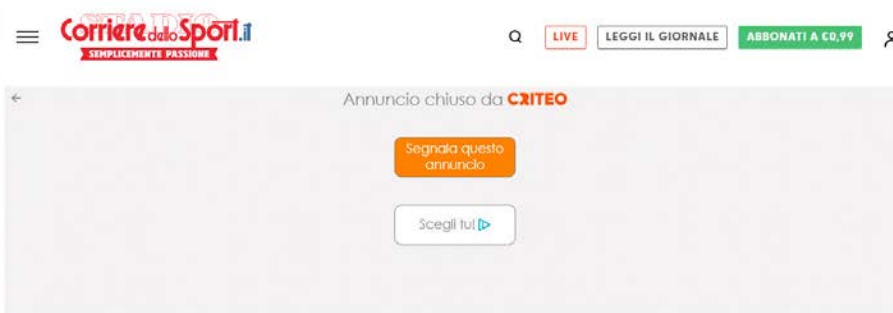 STADIO
Corriere dello Sport.it
SEMPLICEMENTE PASSIONE
LIVE
LEGGI IL GIORNALE
ABBONATI A €0,99
Annuncio chiuso da CRITEO
Segnala questo
annuncio
Scegli tu!